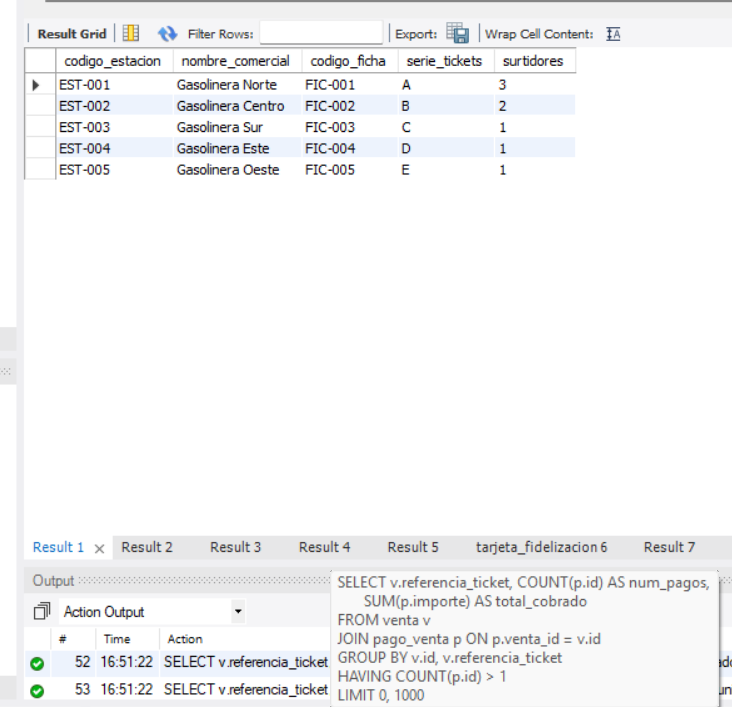 Result Grid Filter Rows: Export: Wrap Cell Content: IA
codigo_estacion nombre_comercial codigo_ficha serie_tickets surtidores
EST-001 Gasolinera Norte FIC-001 A 3
EST-002 Gasolinera Centro FIC-002 B 2
EST-003 Gasolinera Sur FIC-003 C 1
EST-004 Gasolinera Este FIC-004 D 1
EST-005 Gasolinera Oeste FIC-005 E 1
Result 1 × Result 2 Result 3 Result 4 Result 5 tarjeta_fidelizacion 6 Result 7
Output
Action Output
# Time Action
52 16:51:22 SELECT v.referencia_ticket
53 16:51:22 SELECT v.referencia_ticket
SELECT v.referencia_ticket, COUNT(p.id) AS num_pagos,
SUM(p.importe) AS total_cobrado
FROM venta v
JOIN pago_venta p ON p.venta_id = v.id
GROUP BY v.id, v.referencia_ticket
HAVING COUNT(p.id) > 1
LIMIT 0, 1000